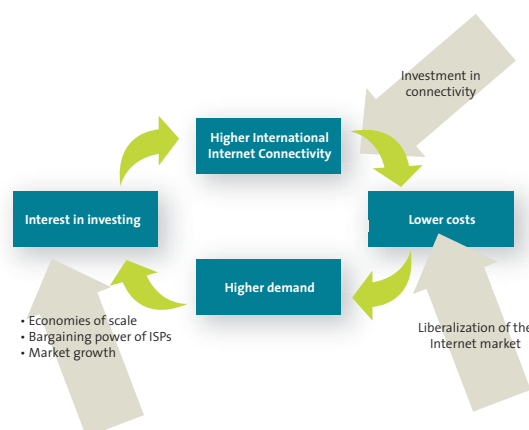 Investment in
connectivity
Higher International
Internet Connectivity
Interest in investing
Lower costs
Higher demand
• Economies of scale
• Bargaining power of ISPs
• Market growth
Liberalization of the
Internet market